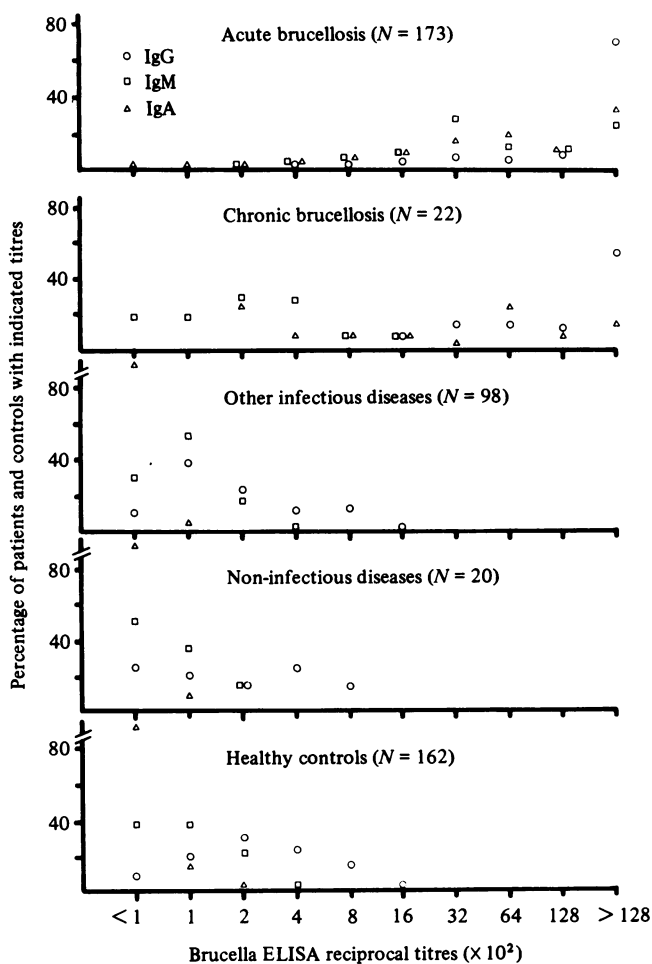 Percentage of patients and controls with indicated titres
80
40
Acute brucellosis (N = 173)
IgG
IgM
IgA
80
40
Chronic brucellosis (N = 22)
80
40
Other infectious diseases (N = 98)
80
40
Non-infectious diseases (N = 20)
80
40
Healthy controls (N = 162)
< 1 1 2 4 8 16 32 64 128 > 128
Brucella ELISA reciprocal titres (× 10²)